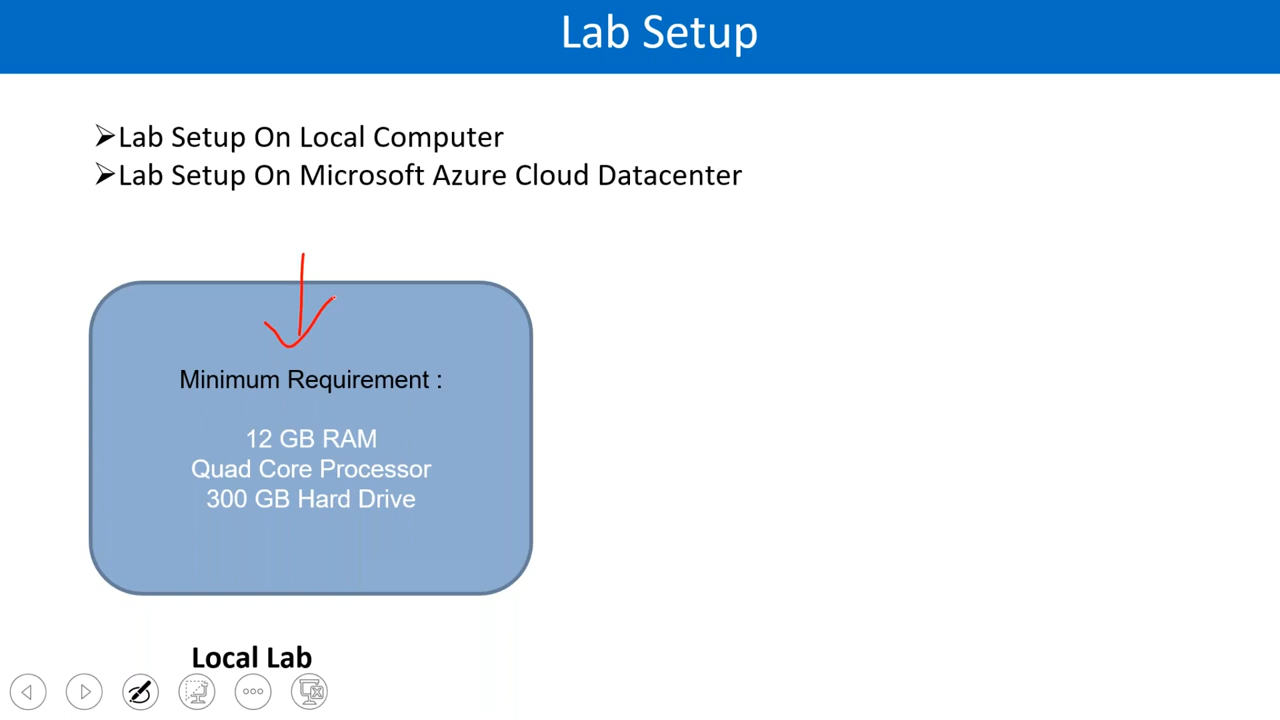 Lab Setup
➢Lab Setup On Local Computer
➢Lab Setup On Microsoft Azure Cloud Datacenter
Minimum Requirement :
12 GB RAM
Quad Core Processor
300 GB Hard Drive
Local Lab